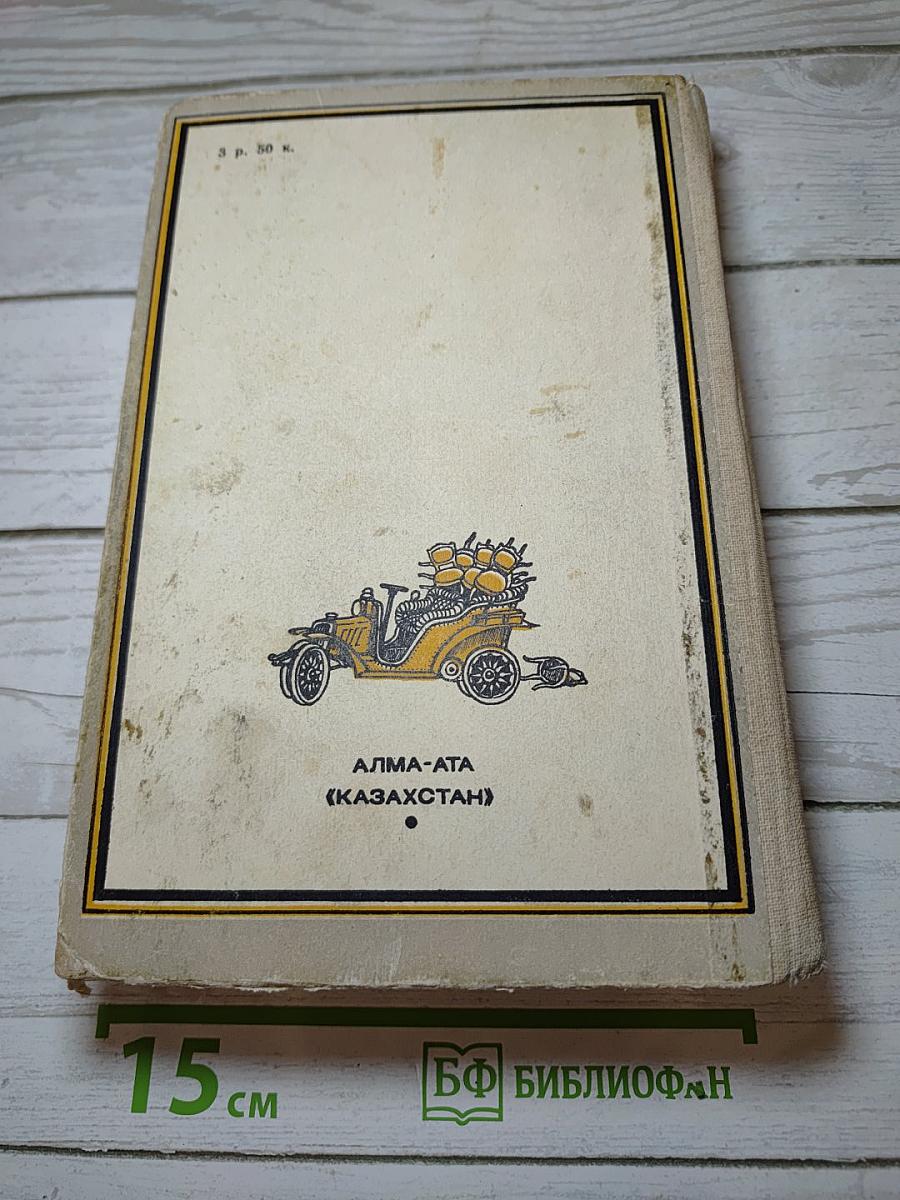 3 р. 50 к.
АЛМА-АТА
«КАЗАХСТАН»
15 см
БФ БИБЛИОФАН